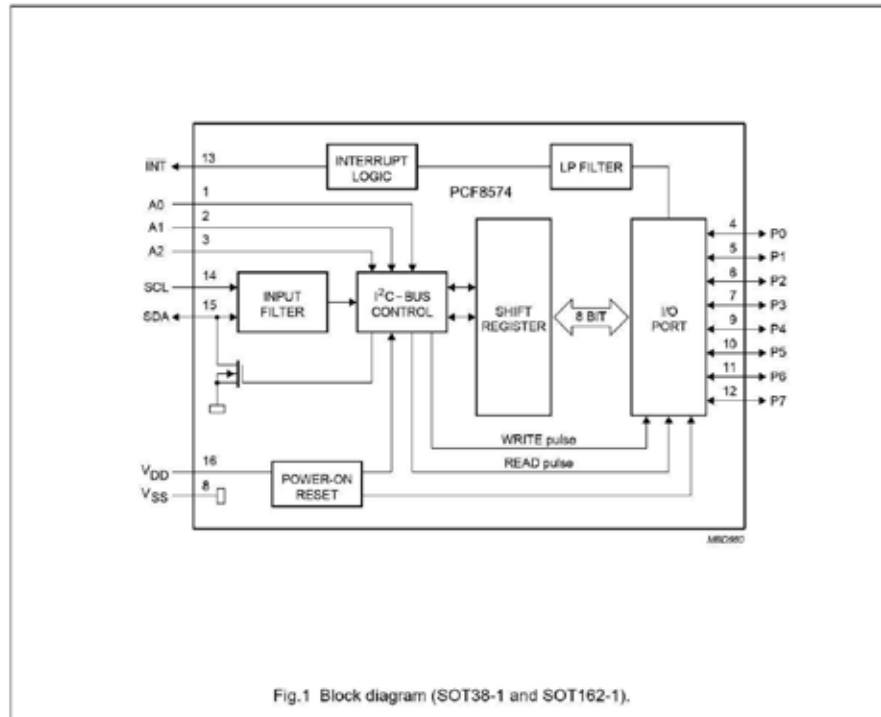 INT
13
INTERRUPT
LOGIC
LP FILTER
PCF8574
A0
1
A1
2
A2
3
SCL
14
SDA
15
INPUT
FILTER
I²C-BUS
CONTROL
SHIFT
REGISTER
8 BIT
I/O
PORT
4 P0
5 P1
6 P2
7 P3
9 P4
10 P5
11 P6
12 P7
WRITE pulse
READ pulse
VDD
16
VSS
8
POWER-ON
RESET
MBD980
Fig.1 Block diagram (SOT38-1 and SOT162-1).